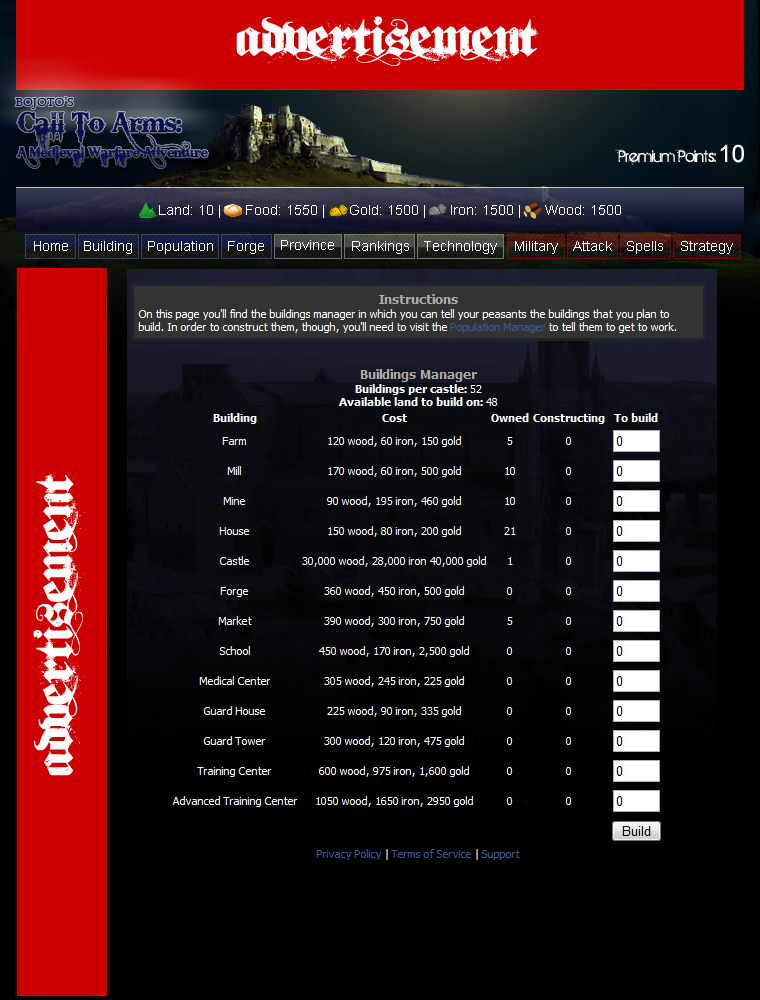 advertisement
BOJOTO'S
Call To Arms:
A Medieval Warfare Adventure
Premium Points: 10
Land: 10 | Food: 1550 | Gold: 1500 | Iron: 1500 | Wood: 1500
Home Building Population Forge Province Rankings Technology Military Attack Spells Strategy
advertisement
Instructions
On this page you'll find the buildings manager in which you can tell your peasants the buildings that you plan to
build. In order to construct them, though, you'll need to visit the Population Manager to tell them to get to work.
Buildings Manager
Buildings per castle: 52
Available land to build on: 48
Building Cost Owned Constructing To build
Farm 120 wood, 60 iron, 150 gold 5 0 0
Mill 170 wood, 60 iron, 500 gold 10 0 0
Mine 90 wood, 195 iron, 460 gold 10 0 0
House 150 wood, 80 iron, 200 gold 21 0 0
Castle 30,000 wood, 28,000 iron 40,000 gold 1 0 0
Forge 360 wood, 450 iron, 500 gold 0 0 0
Market 390 wood, 300 iron, 750 gold 5 0 0
School 450 wood, 170 iron, 2,500 gold 0 0 0
Medical Center 305 wood, 245 iron, 225 gold 0 0 0
Guard House 225 wood, 90 iron, 335 gold 0 0 0
Guard Tower 300 wood, 120 iron, 475 gold 0 0 0
Training Center 600 wood, 975 iron, 1,600 gold 0 0 0
Advanced Training Center 1050 wood, 1650 iron, 2950 gold 0 0 0
Build
Privacy Policy | Terms of Service | Support